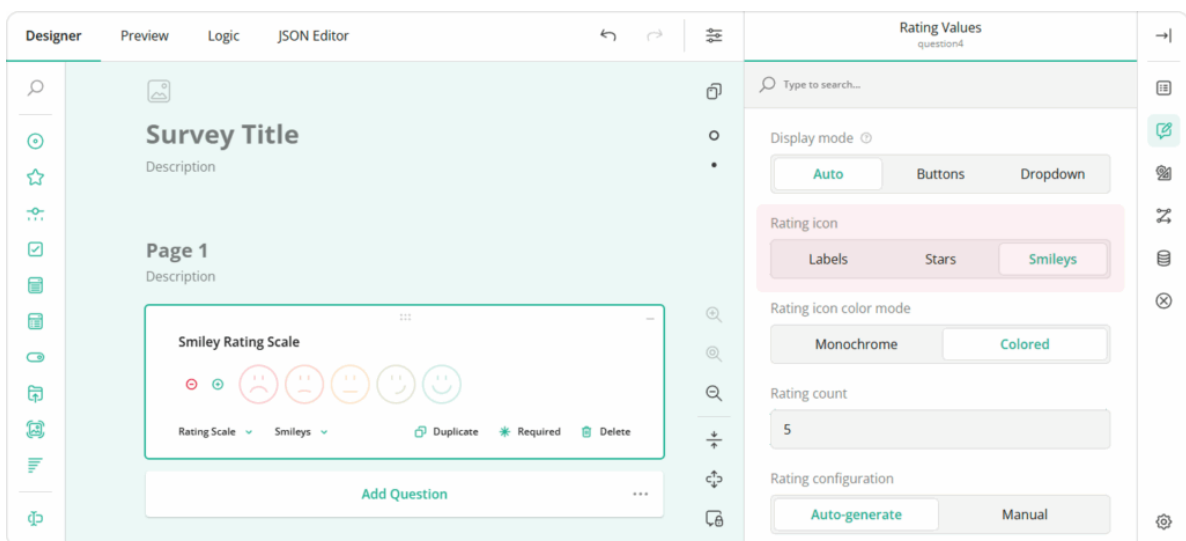 Designer Preview Logic JSON Editor
Survey Title
Description
Page 1
Description
Smiley Rating Scale
Rating Scale Smileys Duplicate Required Delete
Add Question
Rating Values
question4
Type to search...
Display mode
Auto Buttons Dropdown
Rating icon
Labels Stars Smileys
Rating icon color mode
Monochrome Colored
Rating count
5
Rating configuration
Auto-generate Manual